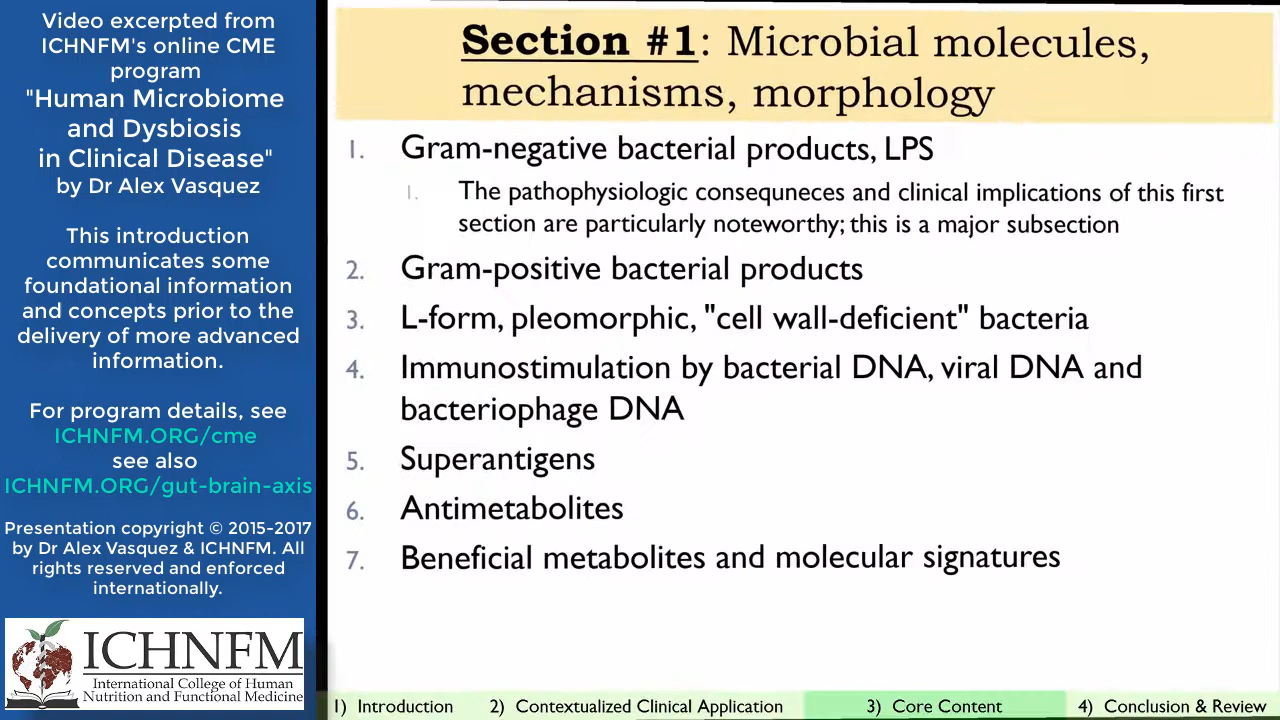 Video excerpted from
ICHNFM's online CME
program
"Human Microbiome
and Dysbiosis
in Clinical Disease"
by Dr Alex Vasquez
This introduction
communicates some
foundational information
and concepts prior to the
delivery of more advanced
information.
For program details, see
ICHNFM.ORG/cme
see also
ICHNFM.ORG/gut-brain-axis
Presentation copyright © 2015-2017
by Dr Alex Vasquez & ICHNFM. All
rights reserved and enforced
internationally.
ICHNFM
International College of Human
Nutrition and Functional Medicine
Section #1: Microbial molecules,
mechanisms, morphology
1. Gram-negative bacterial products, LPS
1. The pathophysiologic consequneces and clinical implications of this first
section are particularly noteworthy; this is a major subsection
2. Gram-positive bacterial products
3. L-form, pleomorphic, "cell wall-deficient" bacteria
4. Immunostimulation by bacterial DNA, viral DNA and
bacteriophage DNA
5. Superantigens
6. Antimetabolites
7. Beneficial metabolites and molecular signatures
1) Introduction 2) Contextualized Clinical Application 3) Core Content 4) Conclusion & Review